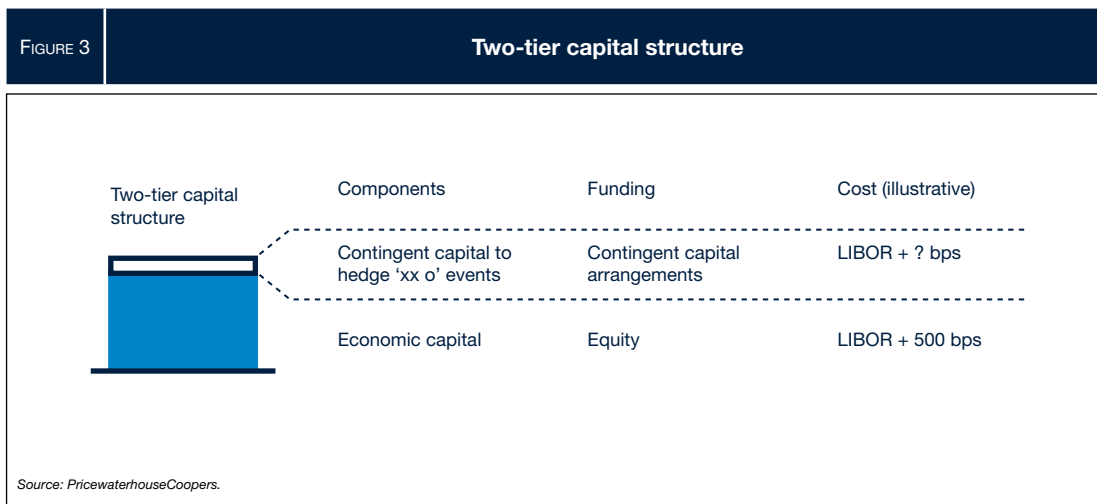 FIGURE 3
Two-tier capital structure
Two-tier capital
structure
Components
Funding
Cost (illustrative)
Contingent capital to
hedge ‘xx o’ events
Contingent capital
arrangements
LIBOR + ? bps
Economic capital
Equity
LIBOR + 500 bps
Source: PricewaterhouseCoopers.